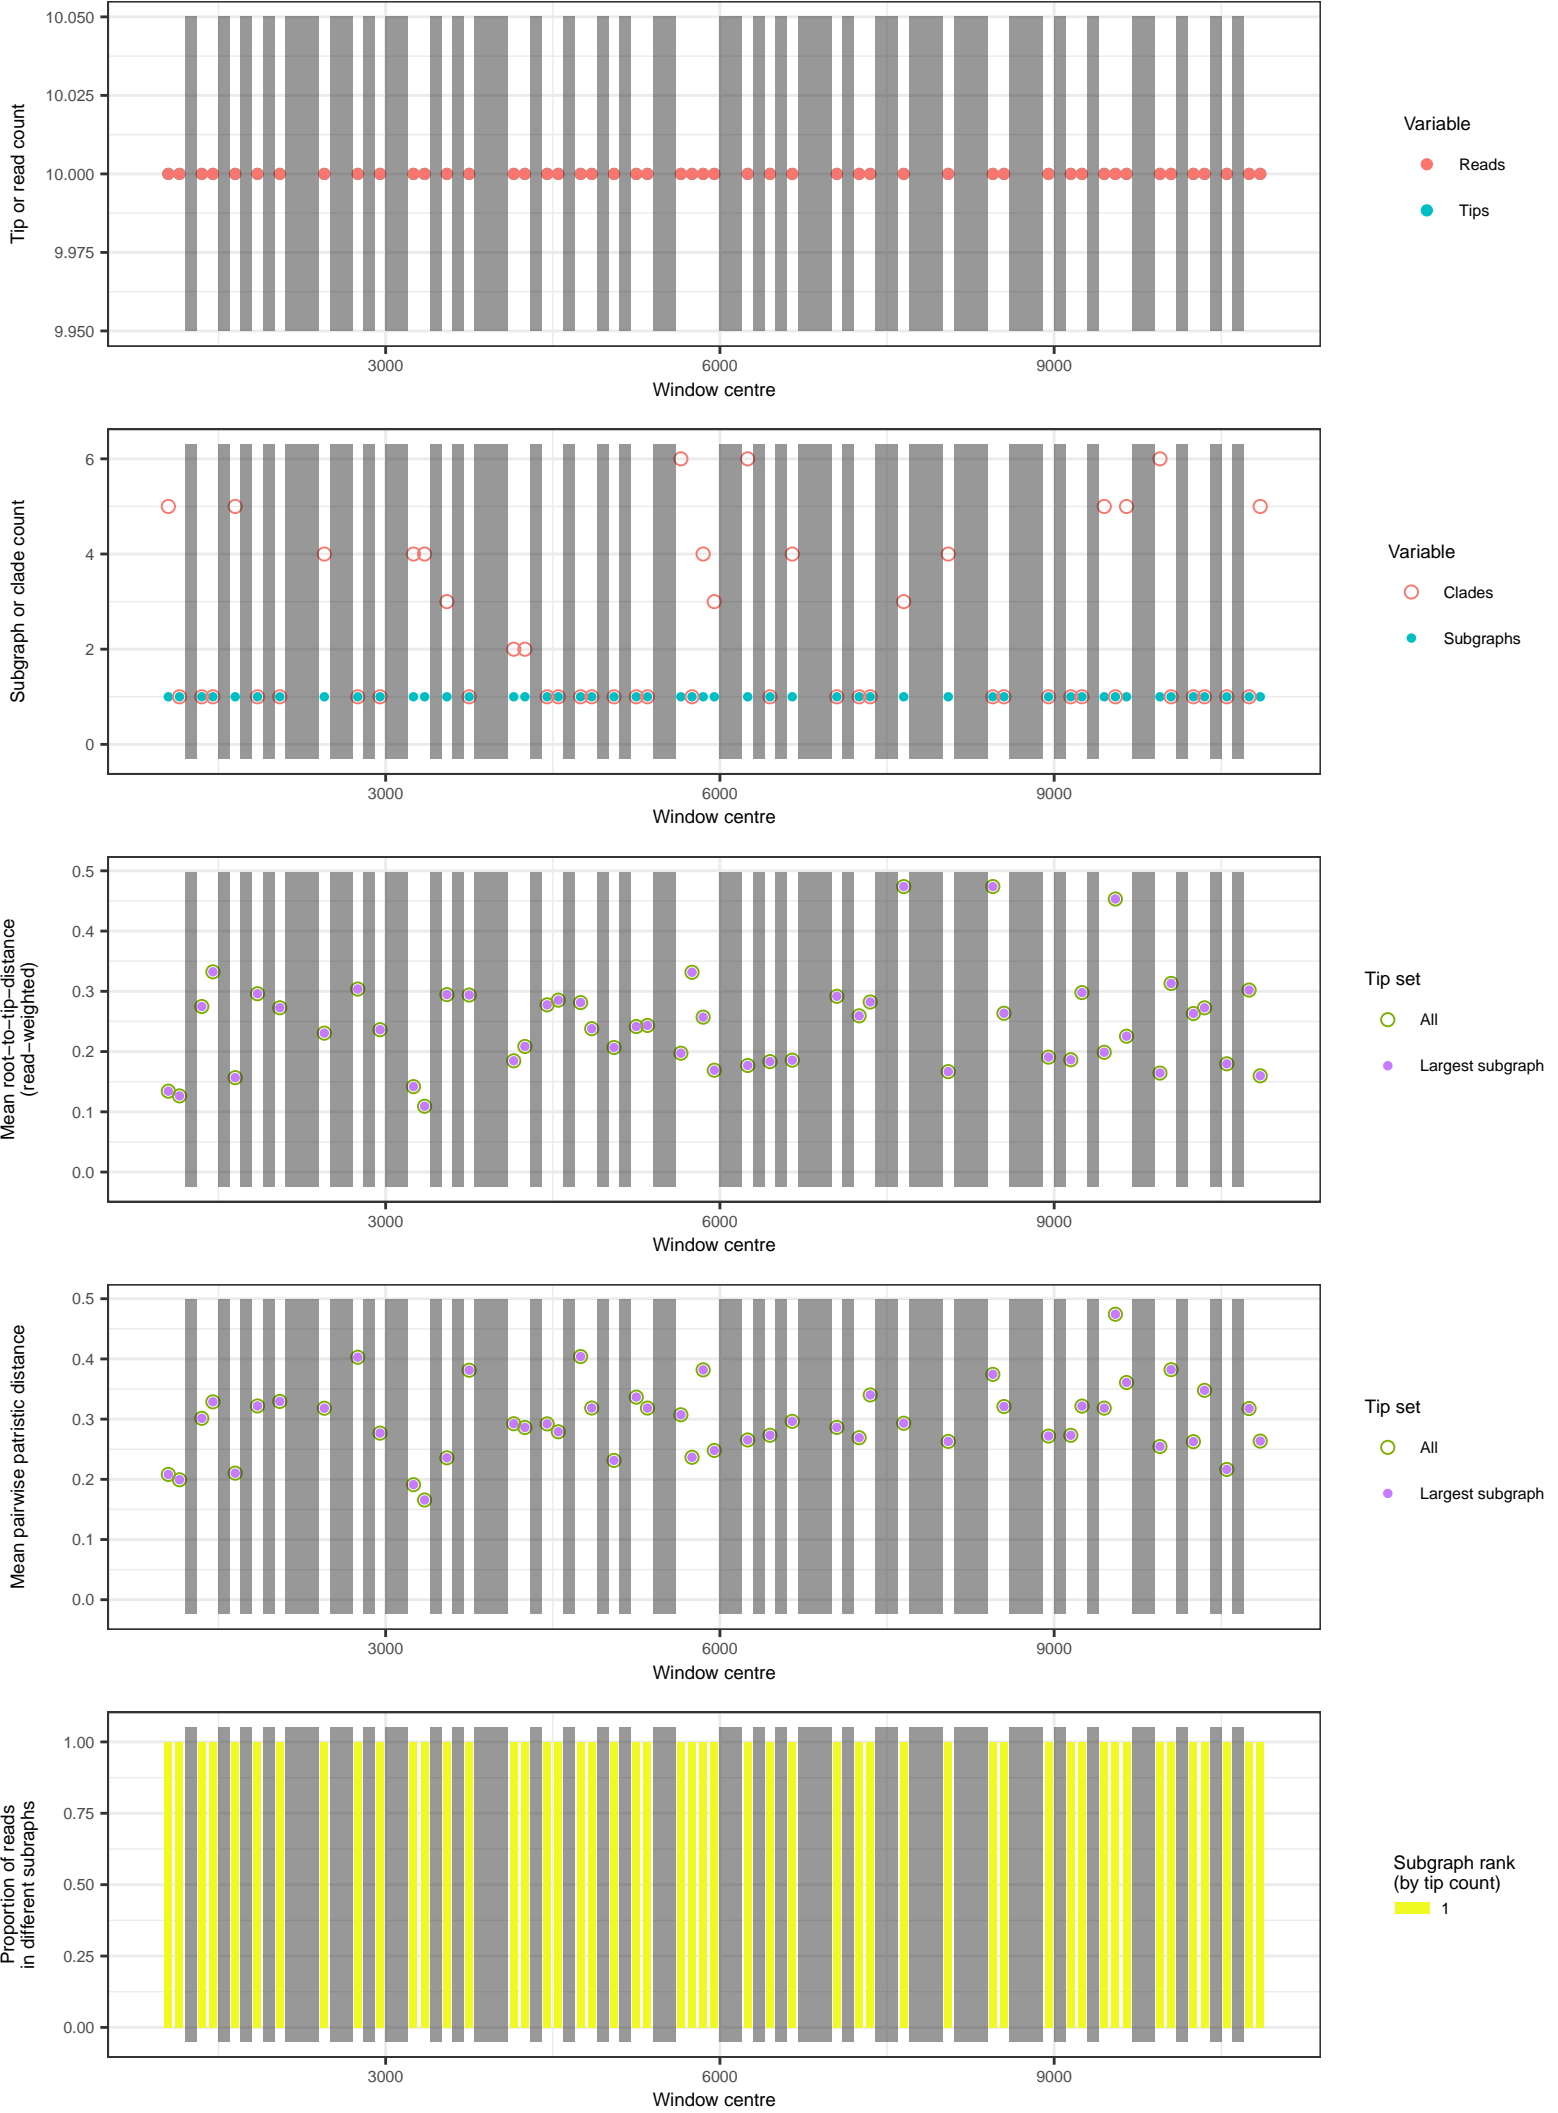 10.050
10.025
10.000
9.975
9.950
Tip or read count
3000
6000
9000
Window centre
Variable
Reads
Tips
6
4
2
0
Subgraph or clade count
3000
6000
9000
Window centre
Variable
Clades
Subgraphs
0.5
0.4
0.3
0.2
0.1
0.0
Mean root−to−tip−distance
(read−weighted)
3000
6000
9000
Window centre
Tip set
All
Largest subgraph
0.5
0.4
0.3
0.2
0.1
0.0
Mean pairwise patristic distance
3000
6000
9000
Window centre
Tip set
All
Largest subgraph
1.00
0.75
0.50
0.25
0.00
Proportion of reads
in different subraphs
3000
6000
9000
Window centre
Subgraph rank
(by tip count)
1